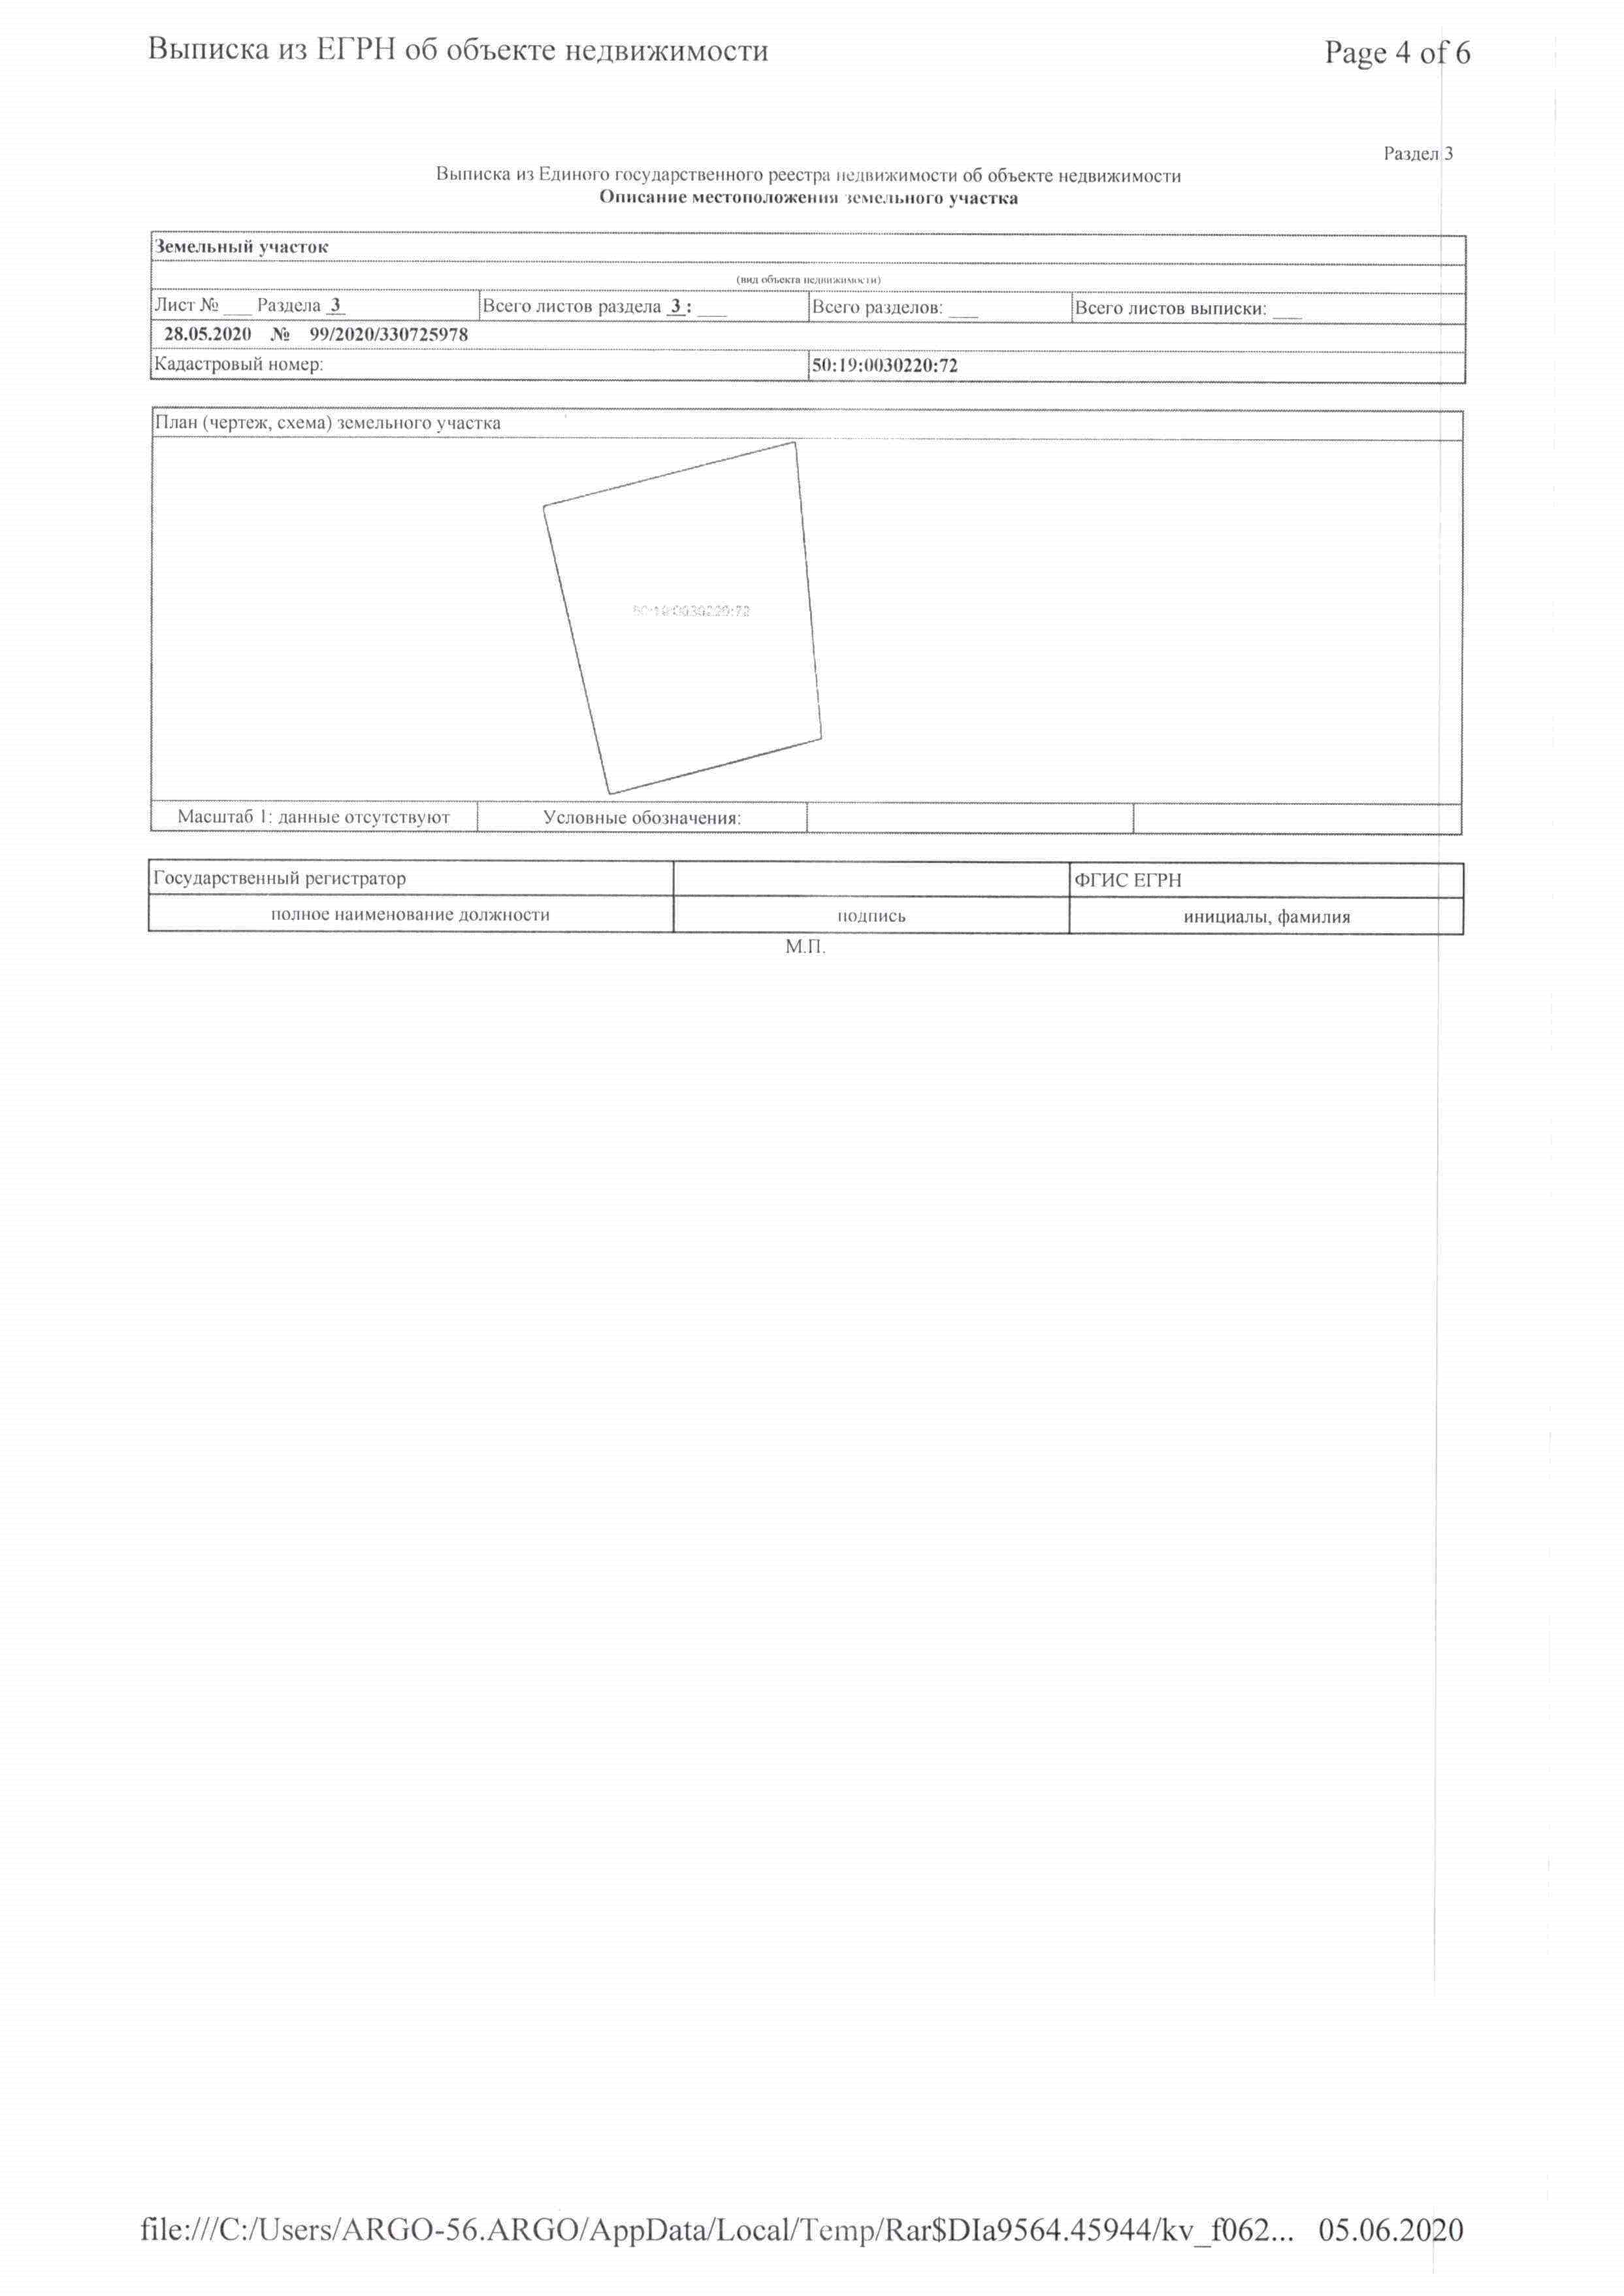 Выписка из ЕГРН об объекте недвижимости Page 4 of 6
Раздел 3
Выписка из Единого государственного реестра недвижимости об объекте недвижимости
Описание местоположения земельного участка
Земельный участок
(вид объекта недвижимости)
Лист № ___ Раздела 3 Всего листов раздела 3 : ___ Всего разделов: ___ Всего листов выписки: ___
28.05.2020 № 99/2020/330725978
Кадастровый номер: 50:19:0030220:72
План (чертеж, схема) земельного участка
50:19:0030220:72
Масштаб 1: данные отсутствуют Условные обозначения:
Государственный регистратор ФГИС ЕГРН
полное наименование должности подпись инициалы, фамилия
М.П.
file:///C:/Users/ARGO-56.ARGO/AppData/Local/Temp/Rar$DIa9564.45944/kv_f062... 05.06.2020